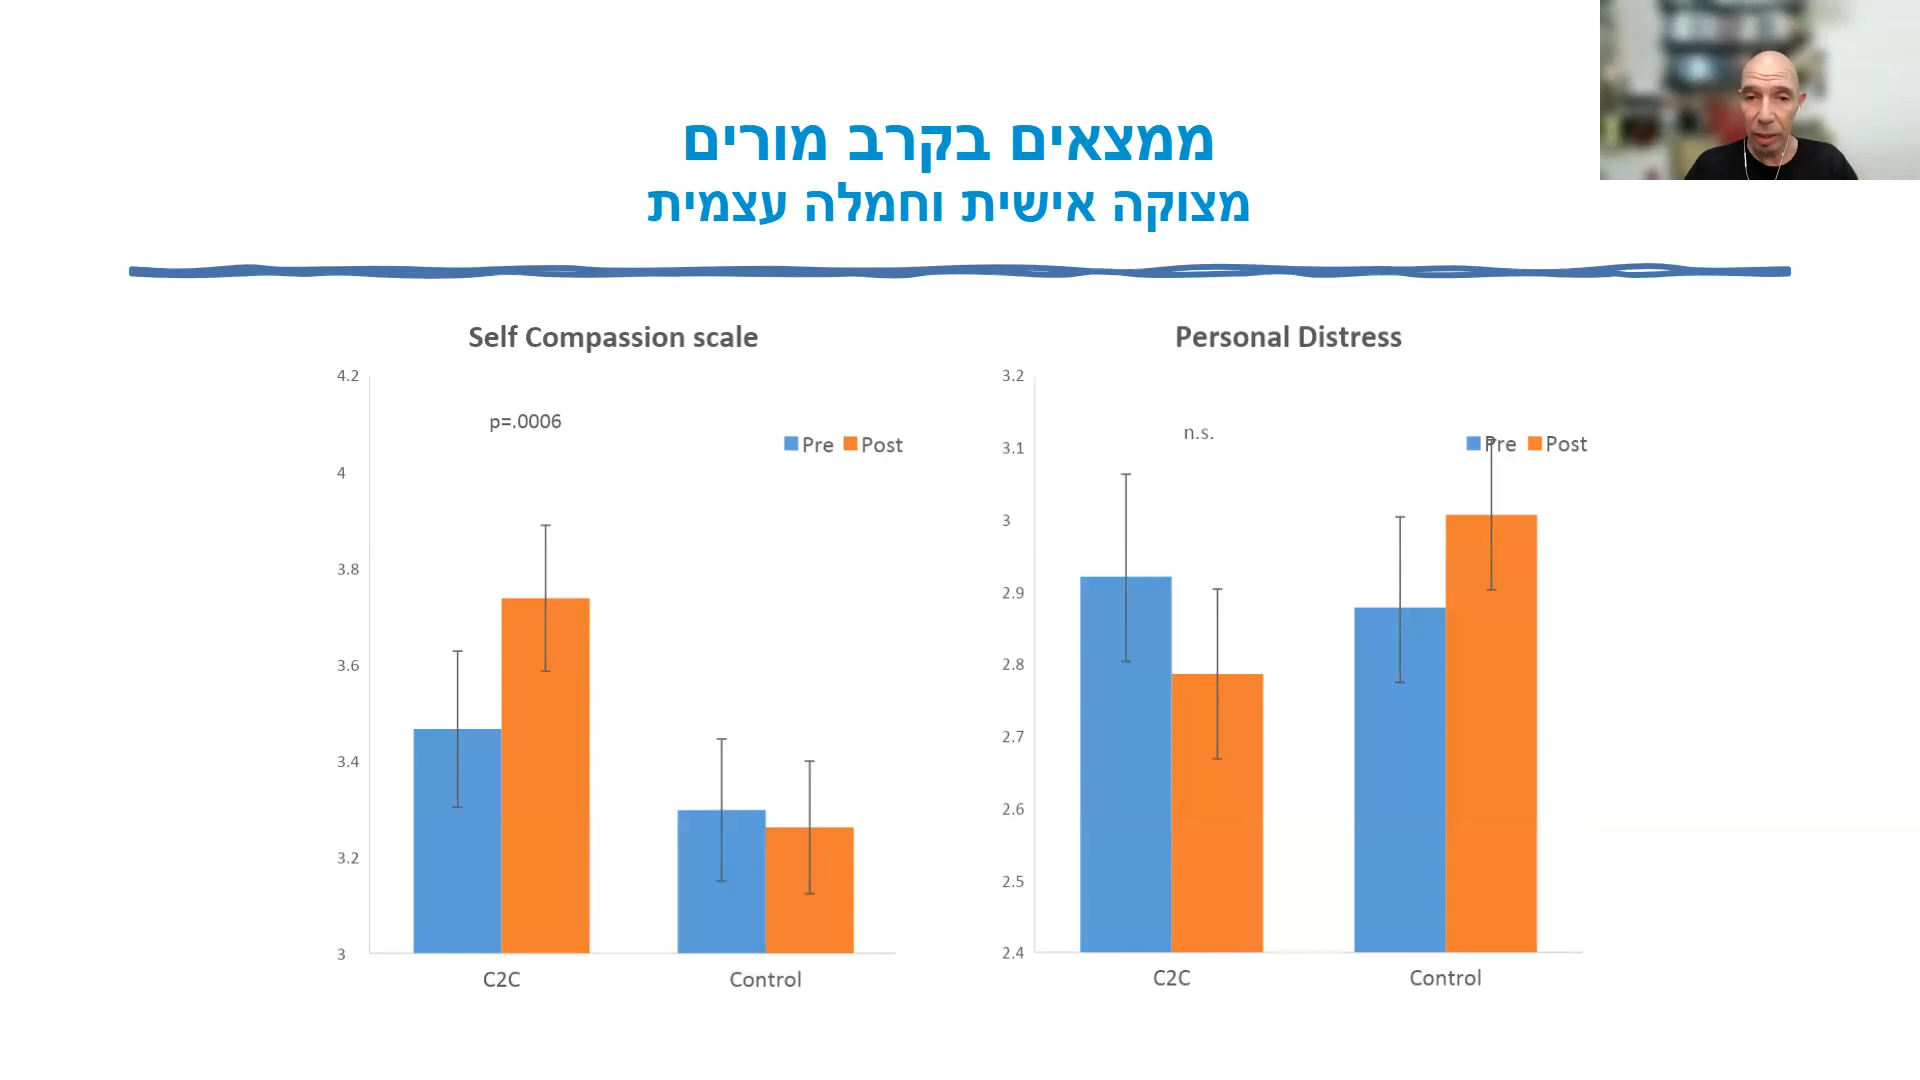 ממצאים בקרב מורים
מצוקה אישית וחמלה עצמית
Self Compassion scale
4.2
4
3.8
3.6
3.4
3.2
3
p=.0006
Pre Post
C2C Control
Personal Distress
3.2
3.1
3
2.9
2.8
2.7
2.6
2.5
2.4
n.s.
Pre Post
C2C Control